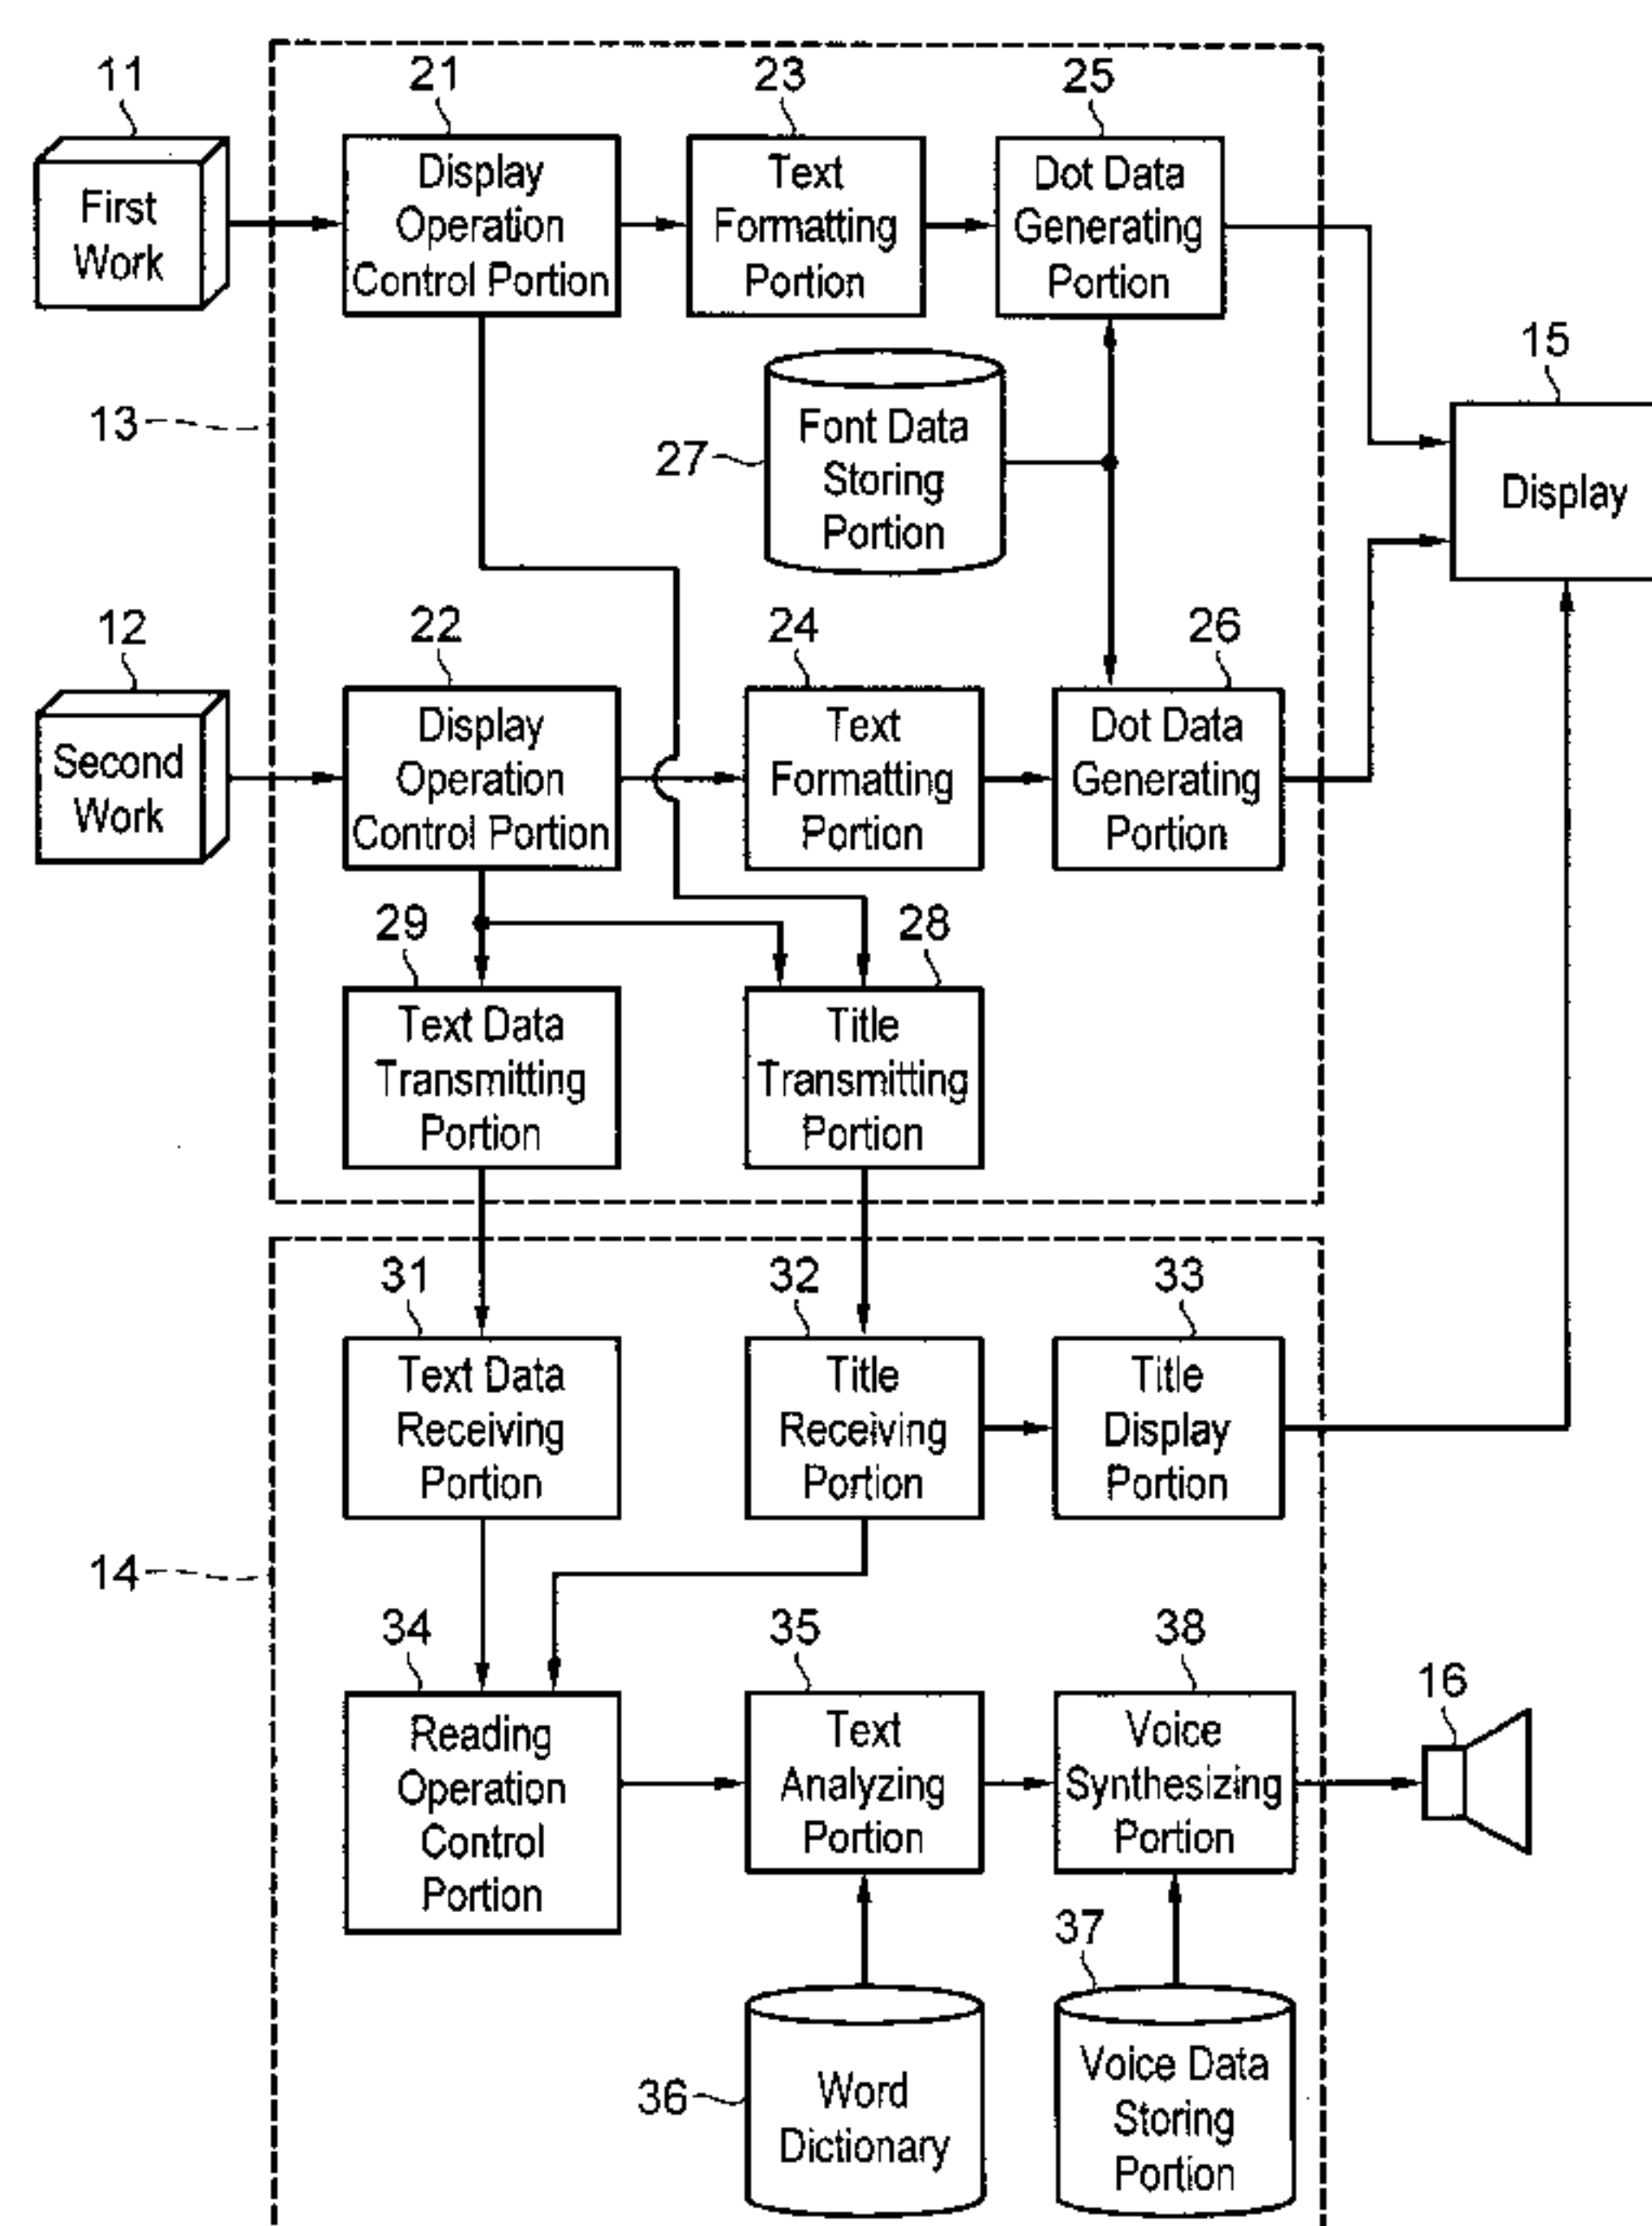 11
21
23
25
First
Work
Display
Operation
Control Portion
Text
Formatting
Portion
Dot Data
Generating
Portion
13
27
Font Data
Storing
Portion
15
Display
12
22
24
26
Second
Work
Display
Operation
Control Portion
Text
Formatting
Portion
Dot Data
Generating
Portion
29
28
Text Data
Transmitting
Portion
Title
Transmitting
Portion
31
32
33
Text Data
Receiving
Portion
Title
Receiving
Portion
Title
Display
Portion
14
34
35
38
16
Reading
Operation
Control
Portion
Text
Analyzing
Portion
Voice
Synthesizing
Portion
36
Word
Dictionary
37
Voice Data
Storing
Portion